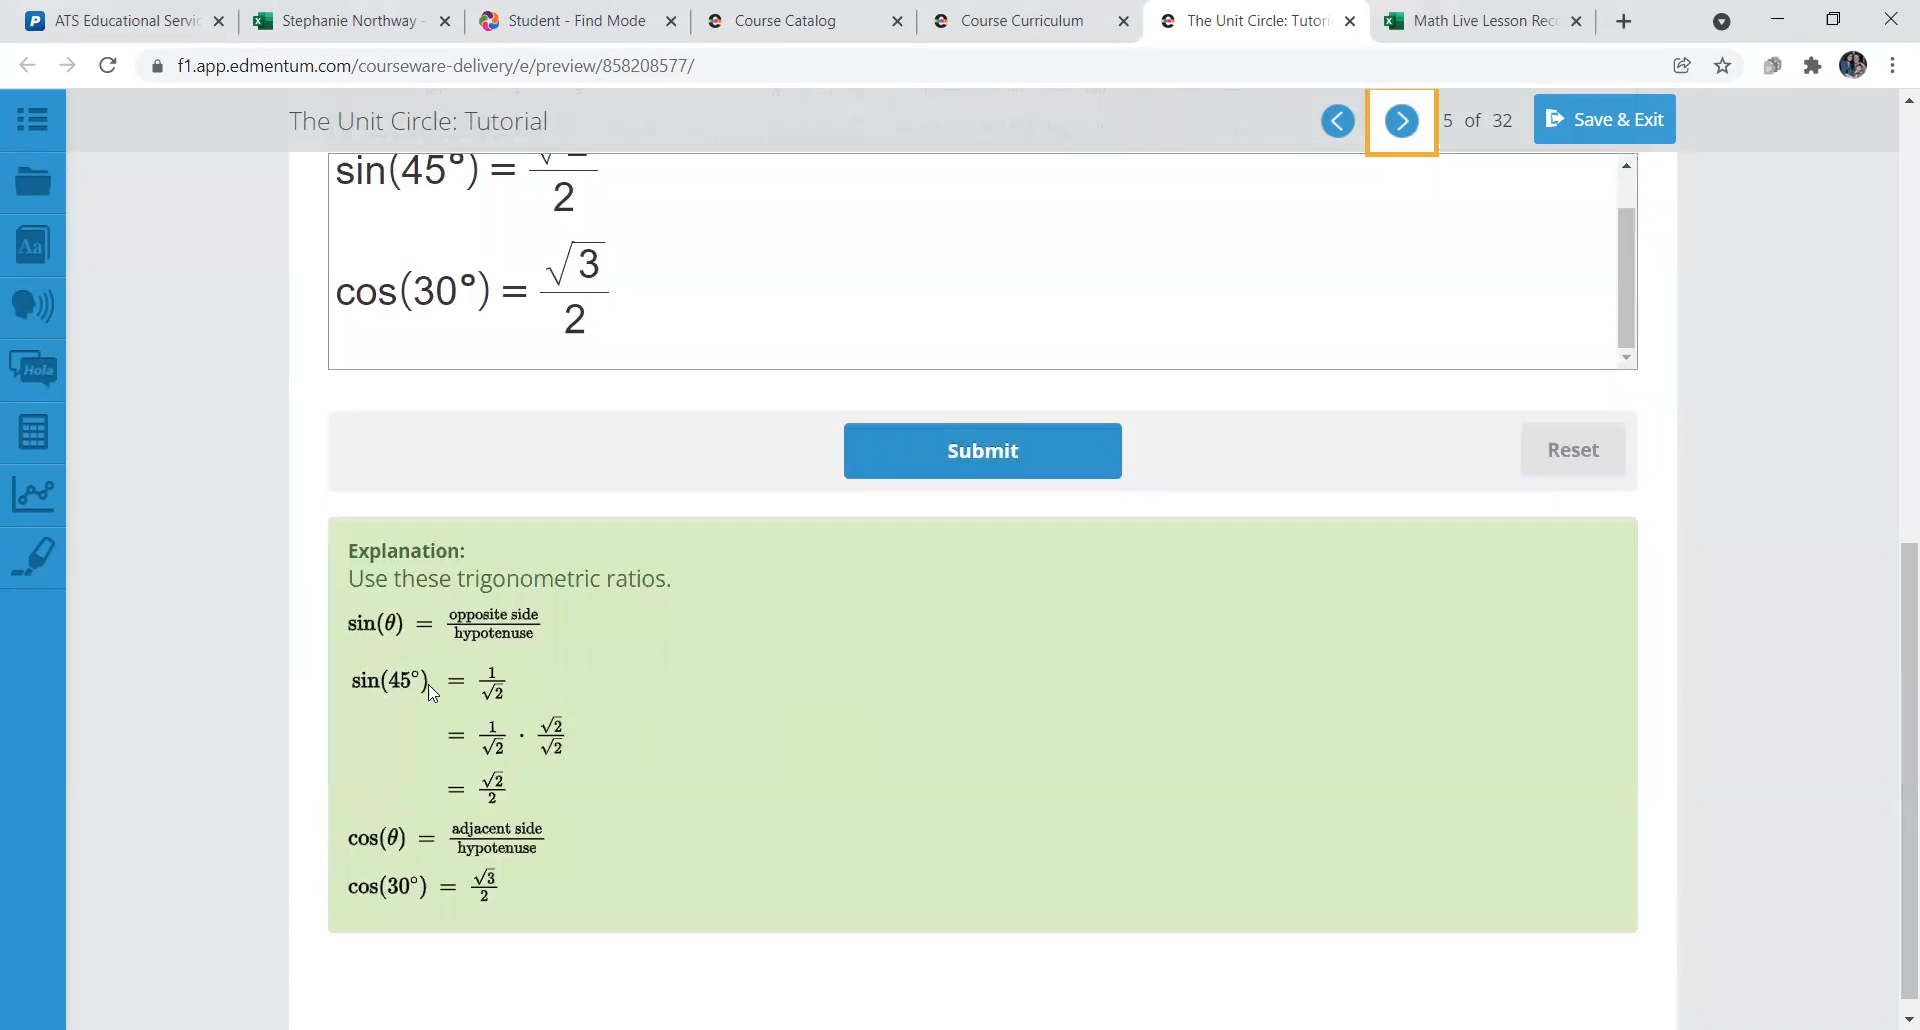 ATS Educational Servic
Stephanie Northway -
Student - Find Mode
Course Catalog
Course Curriculum
The Unit Circle: Tutori
Math Live Lesson Rec
f1.app.edmentum.com/courseware-delivery/e/preview/858208577/
The Unit Circle: Tutorial
5 of 32
Save & Exit
Aa
Hola
sin(45°) = √2/2
cos(30°) = √3/2
Submit
Reset
Explanation:
Use these trigonometric ratios.
sin(θ) = opposite side/hypotenuse
sin(45°) = 1/√2
= 1/√2 · √2/√2
= √2/2
cos(θ) = adjacent side/hypotenuse
cos(30°) = √3/2